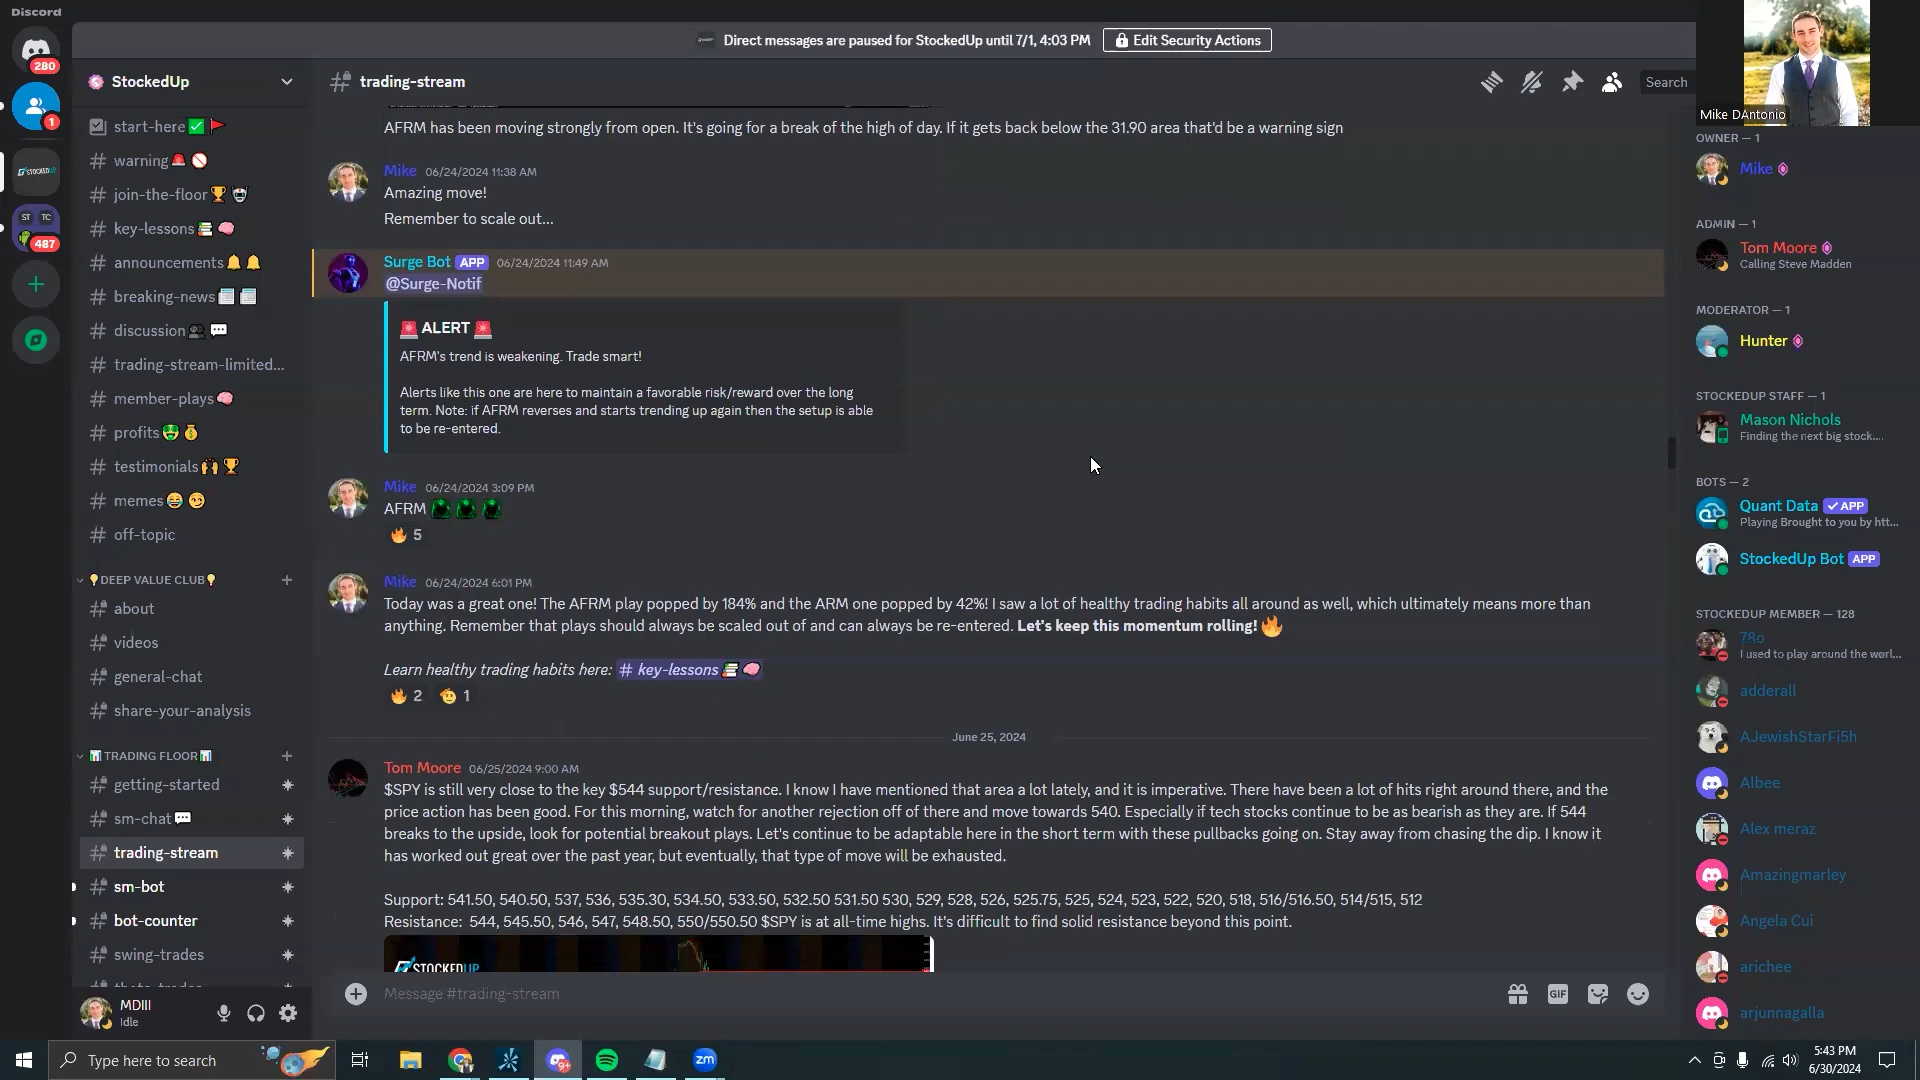 Discord
Direct messages are paused for StockedUp until 7/1, 4:03 PM
Edit Security Actions
280
1
STOCKEDUP
ST TC
487
StockedUp
start-here
warning
join-the-floor
key-lessons
announcements
breaking-news
discussion
trading-stream-limited...
member-plays
profits
testimonials
memes
off-topic
DEEP VALUE CLUB
about
videos
general-chat
share-your-analysis
TRADING FLOOR
getting-started
sm-chat
trading-stream
sm-bot
bot-counter
swing-trades
MDIII
Idle
trading-stream
Search
AFRM has been moving strongly from open. It's going for a break of the high of day. If it gets back below the 31.90 area that'd be a warning sign
Mike 06/24/2024 11:38 AM
Amazing move!
Remember to scale out...
Surge Bot APP 06/24/2024 11:49 AM
@Surge-Notif
ALERT
AFRM's trend is weakening. Trade smart!
Alerts like this one are here to maintain a favorable risk/reward over the long
term. Note: if AFRM reverses and starts trending up again then the setup is able
to be re-entered.
Mike 06/24/2024 3:09 PM
AFRM
5
Mike 06/24/2024 6:01 PM
Today was a great one! The AFRM play popped by 184% and the ARM one popped by 42%! I saw a lot of healthy trading habits all around as well, which ultimately means more than
anything. Remember that plays should always be scaled out of and can always be re-entered. Let's keep this momentum rolling!
Learn healthy trading habits here: # key-lessons
2 1
June 25, 2024
Tom Moore 06/25/2024 9:00 AM
$SPY is still very close to the key $544 support/resistance. I know I have mentioned that area a lot lately, and it is imperative. There have been a lot of hits right around there, and the
price action has been good. For this morning, watch for another rejection off of there and move towards 540. Especially if tech stocks continue to be as bearish as they are. If 544
breaks to the upside, look for potential breakout plays. Let's continue to be adaptable here in the short term with these pullbacks going on. Stay away from chasing the dip. I know it
has worked out great over the past year, but eventually, that type of move will be exhausted.
Support: 541.50, 540.50, 537, 536, 535.30, 534.50, 533.50, 532.50 531.50 530, 529, 528, 526, 525.75, 525, 524, 523, 522, 520, 518, 516/516.50, 514/515, 512
Resistance: 544, 545.50, 546, 547, 548.50, 550/550.50 $SPY is at all-time highs. It's difficult to find solid resistance beyond this point.
STOCKEDUP
Message #trading-stream
GIF
Mike DAntonio
OWNER — 1
Mike
ADMIN — 1
Tom Moore
Calling Steve Madden
MODERATOR — 1
Hunter
STOCKEDUP STAFF — 1
Mason Nichols
Finding the next big stock....
BOTS — 2
Quant Data APP
Playing Brought to you by htt...
StockedUp Bot APP
STOCKEDUP MEMBER — 128
78o
I used to play around the worl...
adderall
AJewishStarFi5h
Albee
Alex meraz
Amazingmarley
Angela Cui
arichee
arjunnagalla
Type here to search
9+
zm
5:43 PM
6/30/2024